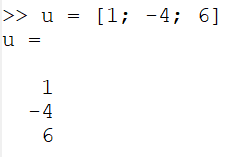 >> u = [1; -4; 6]
u =
1
-4
6